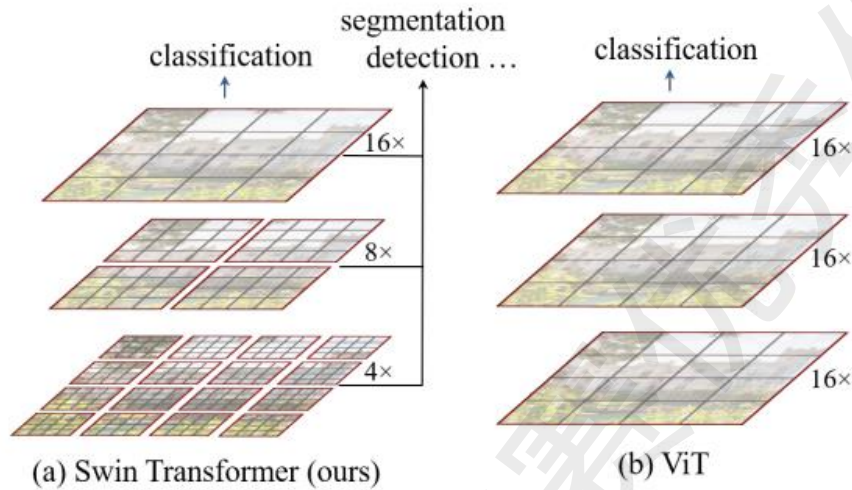 segmentation
classification
detection ...
classification
16×
8×
4×
16×
16×
16×
(a) Swin Transformer (ours)
(b) ViT